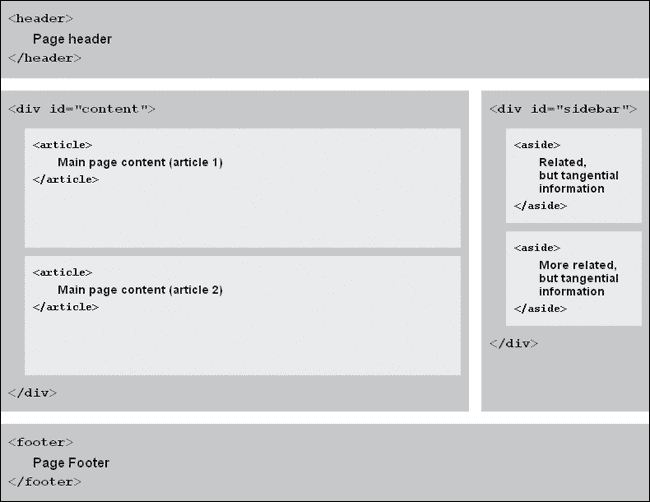 <header>
Page header
</header>
<div id="content">
<article>
Main page content (article 1)
</article>
<article>
Main page content (article 2)
</article>
</div>
<div id="sidebar">
<aside>
Related,
but tangential
information
</aside>
<aside>
More related,
but tangential
information
</aside>
</div>
<footer>
Page Footer
</footer>